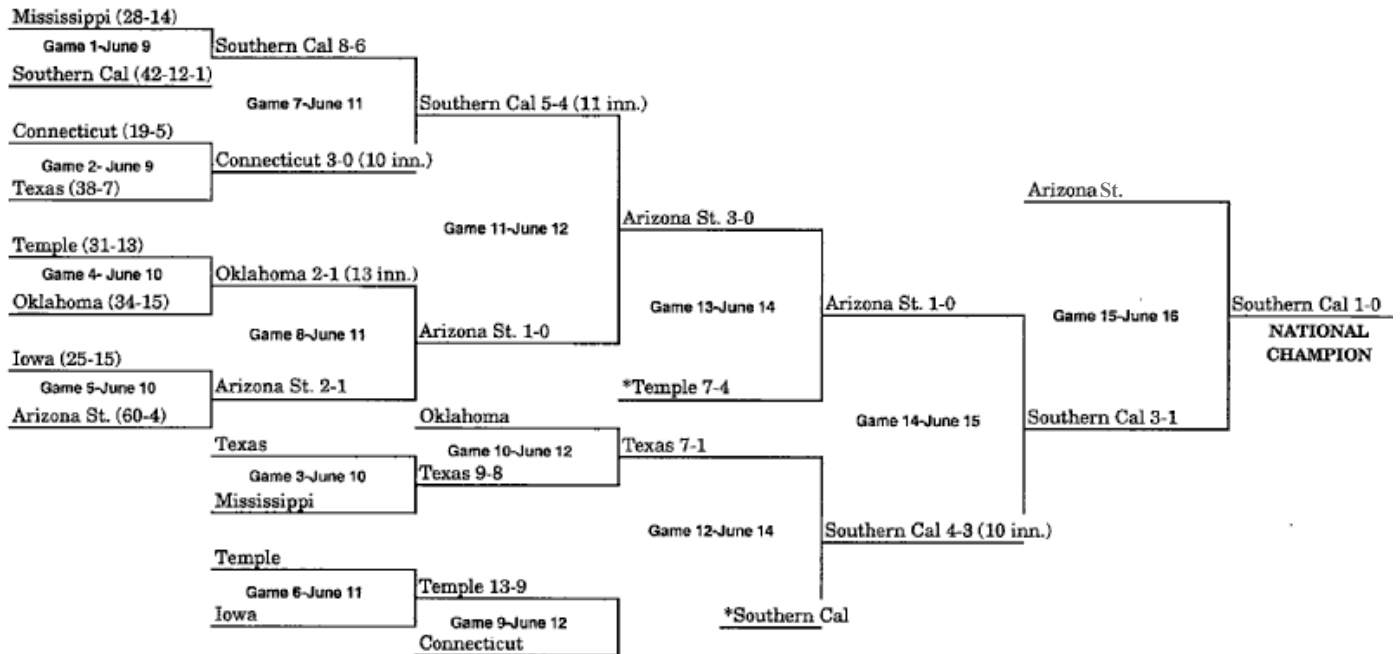 Mississippi (28-14)
Game 1-June 9
Southern Cal (42-12-1)
Southern Cal 8-6
Game 7-June 11
Connecticut (19-5)
Game 2- June 9
Texas (38-7)
Connecticut 3-0 (10 inn.)
Southern Cal 5-4 (11 inn.)
Game 11-June 12
Temple (31-13)
Game 4- June 10
Oklahoma (34-15)
Oklahoma 2-1 (13 inn.)
Game 8-June 11
Iowa (25-15)
Game 5-June 10
Arizona St. (60-4)
Arizona St. 2-1
Arizona St. 1-0
Arizona St. 3-0
Game 13-June 14
*Temple 7-4
Arizona St. 1-0
Oklahoma
Game 10-June 12
Texas
Game 3-June 10
Mississippi
Texas 9-8
Texas 7-1
Game 12-June 14
Temple
Game 6-June 11
Iowa
Temple 13-9
Game 9-June 12
Connecticut
*Southern Cal
Southern Cal 4-3 (10 inn.)
Game 14-June 15
Southern Cal 3-1
Arizona St.
Game 15-June 16
Southern Cal 1-0
NATIONAL
CHAMPION